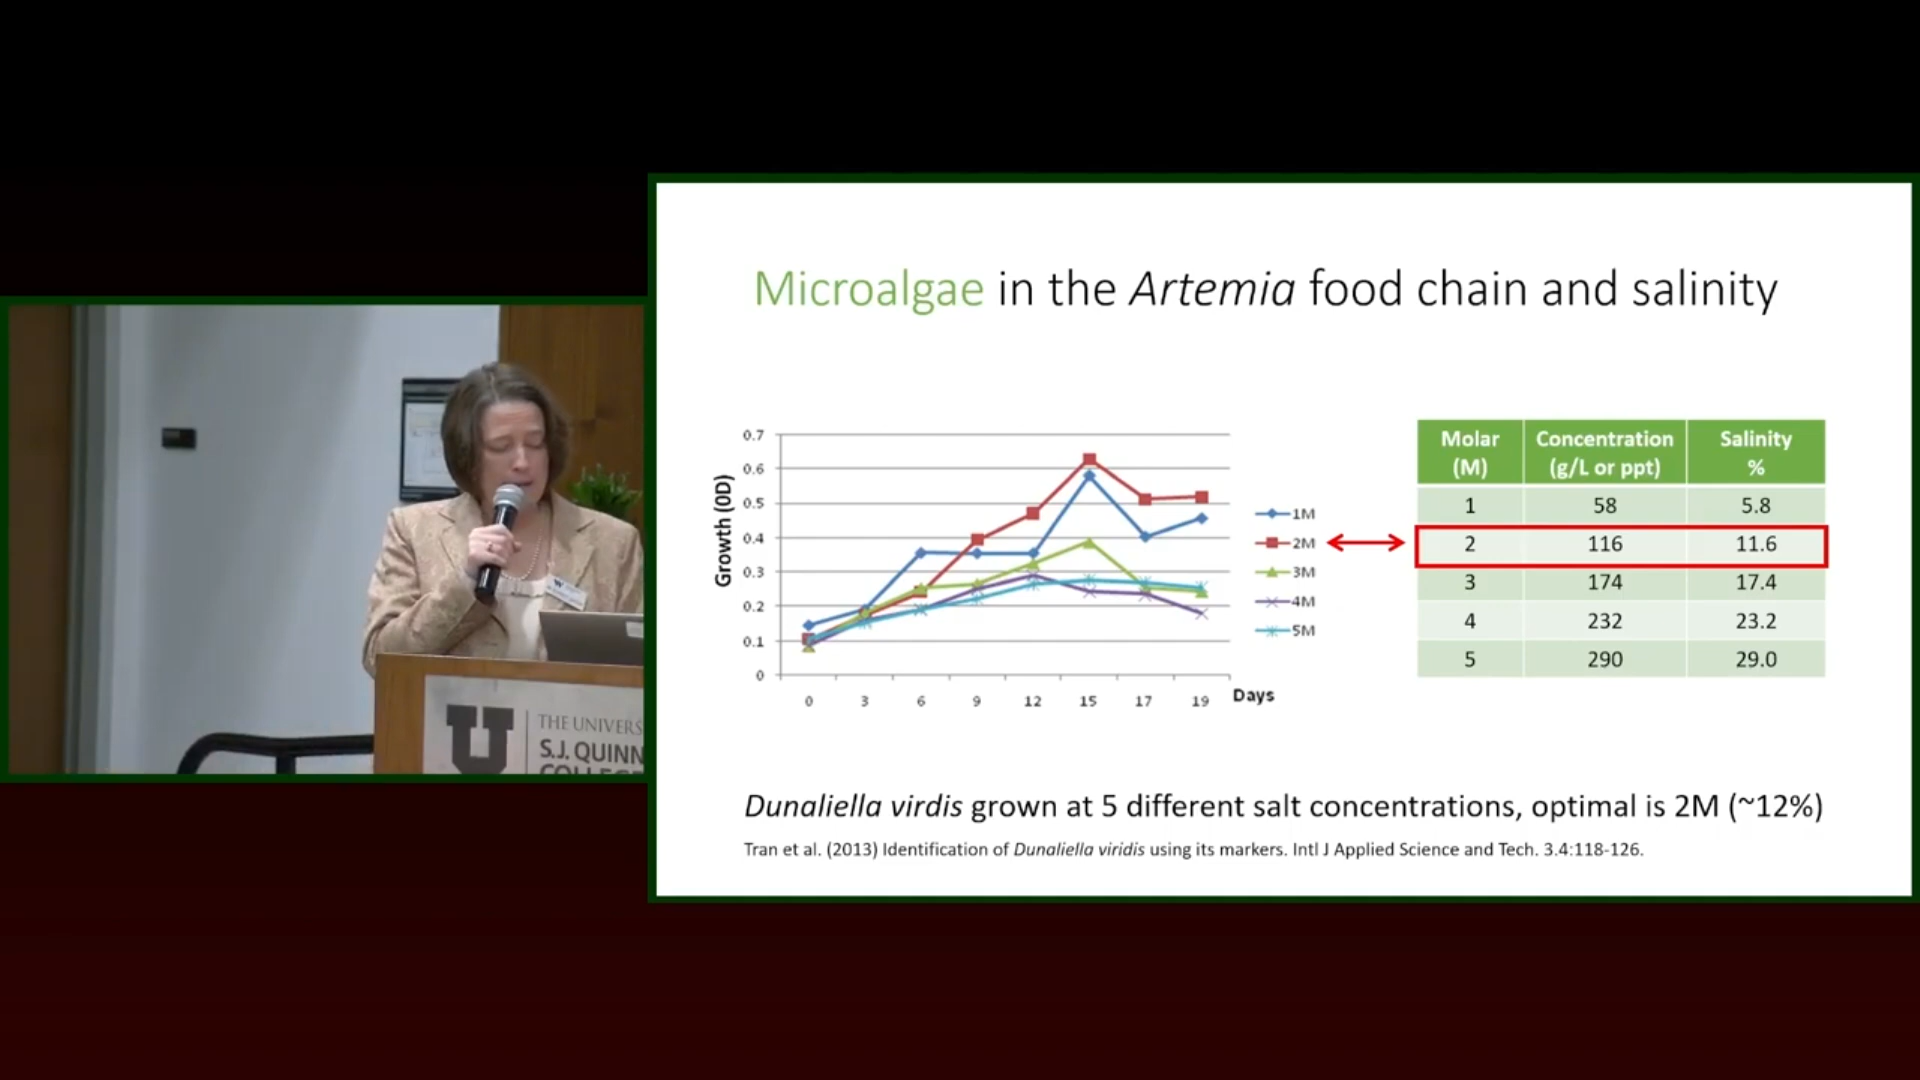 Microalgae in the Artemia food chain and salinity
Growth (OD)
0.7
0.6
0.5
0.4
0.3
0.2
0.1
0
0 3 6 9 12 15 17 19
Days
1M
2M
3M
4M
5M
Molar (M) Concentration (g/L or ppt) Salinity %
1 58 5.8
2 116 11.6
3 174 17.4
4 232 23.2
5 290 29.0
Dunaliella virdis grown at 5 different salt concentrations, optimal is 2M (~12%)
Tran et al. (2013) Identification of Dunaliella viridis using its markers. Intl J Applied Science and Tech. 3.4:118-126.
U
THE UNIVERS
S.J. QUINN
COLLEGE